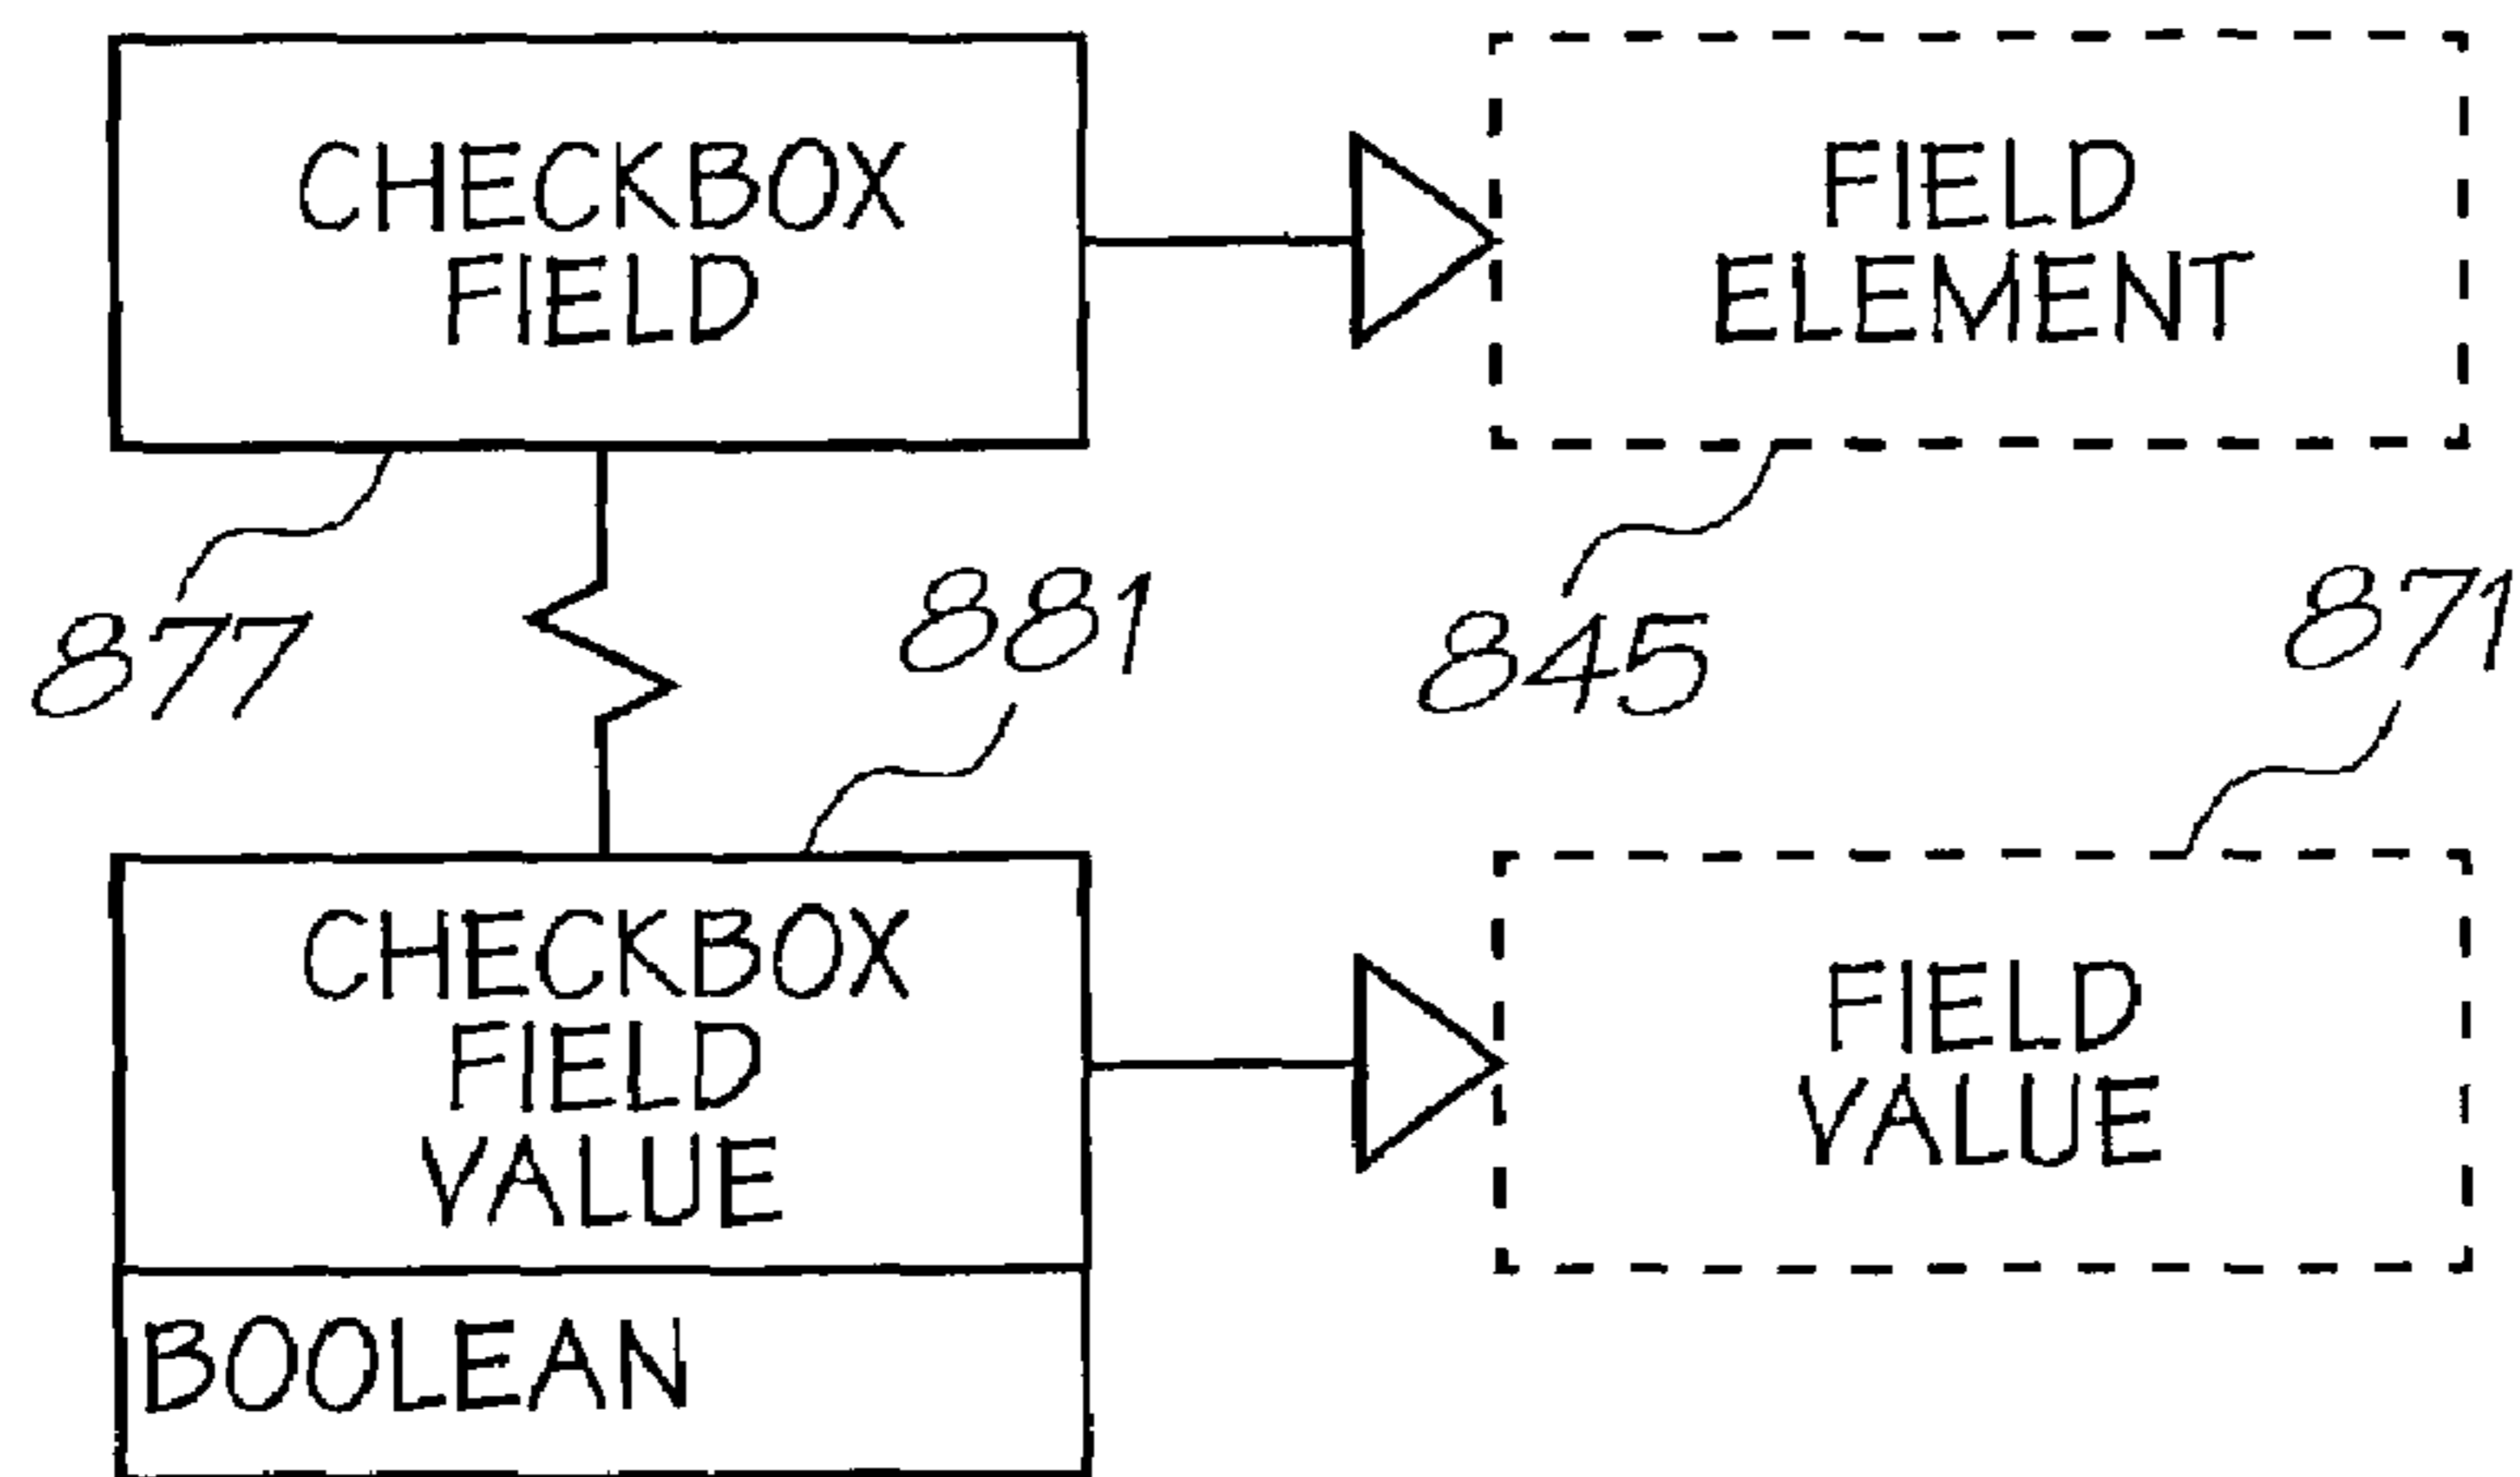 CHECKBOX
FIELD
FIELD
ELEMENT
877
881
845
871
CHECKBOX
FIELD
VALUE
FIELD
VALUE
BOOLEAN